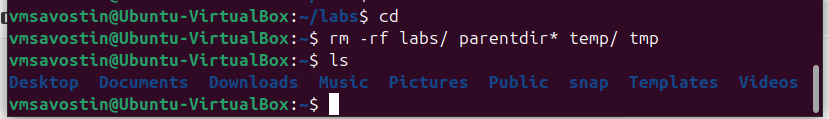 vmsavostin@Ubuntu-VirtualBox:~/labs$ cd
vmsavostin@Ubuntu-VirtualBox:~$ rm -rf labs/ parentdir* temp/ tmp
vmsavostin@Ubuntu-VirtualBox:~$ ls
Desktop Documents Downloads Music Pictures Public snap Templates Videos
vmsavostin@Ubuntu-VirtualBox:~$